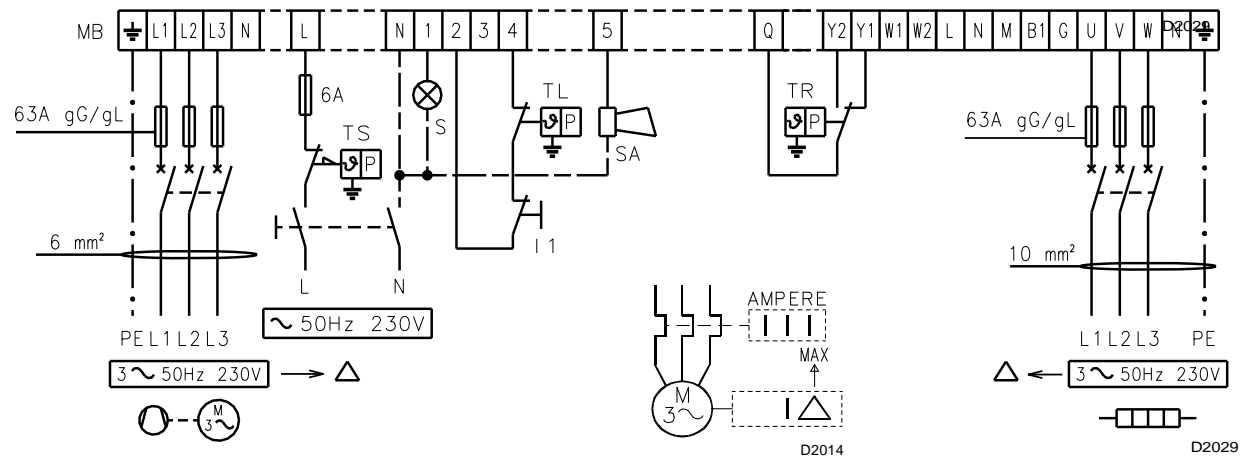 MB L1 L2 L3 N L N 1 2 3 4 5 Q Y2 Y1 W1 W2 L N M B1 G U V W N
D2029
63A gG/gL 6A TS S TL SA TR 63A gG/gL
P P P
6 mm² I1 10 mm²
L N
PE L1 L2 L3 L1 L2 L3 PE
50Hz 230V
AMPERE
MAX
3 50Hz 230V 3 50Hz 230V
M
3
M
3
D2014
D2029